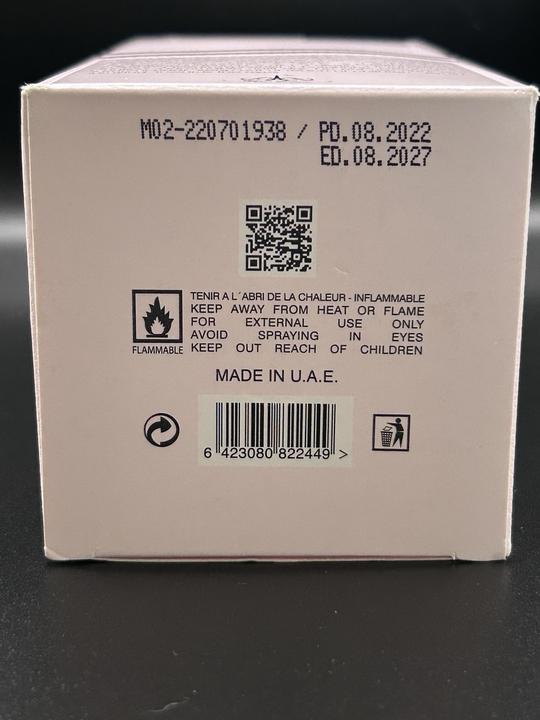 M02-220701938 / PD.08.2022
ED.08.2027
TENIR A L´ABRI DE LA CHALEUR - INFLAMMABLE
KEEP AWAY FROM HEAT OR FLAME
FOR EXTERNAL USE ONLY
AVOID SPRAYING IN EYES
FLAMMABLE KEEP OUT REACH OF CHILDREN
MADE IN U.A.E.
6 423080 822449 >